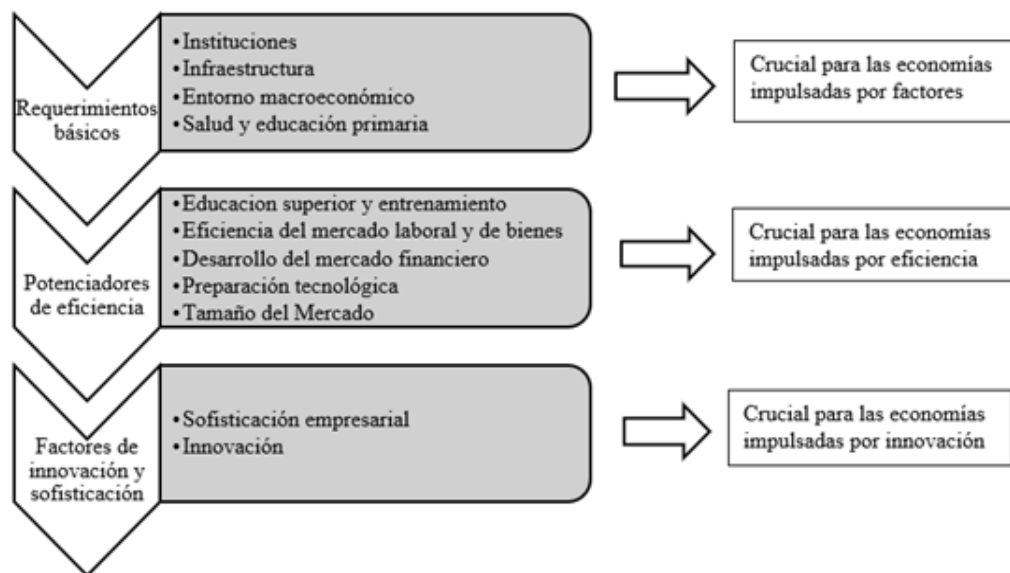 Requerimientos
básicos
•Instituciones
•Infraestructura
•Entorno macroeconómico
•Salud y educación primaria
Crucial para las economías
impulsadas por factores
Potenciadores
de eficiencia
•Educacion superior y entrenamiento
•Eficiencia del mercado laboral y de bienes
•Desarrollo del mercado financiero
•Preparación tecnológica
•Tamaño del Mercado
Crucial para las economías
impulsadas por eficiencia
Factores de
innovación y
sofisticación
•Sofisticación empresarial
•Innovación
Crucial para las economías
impulsadas por innovación